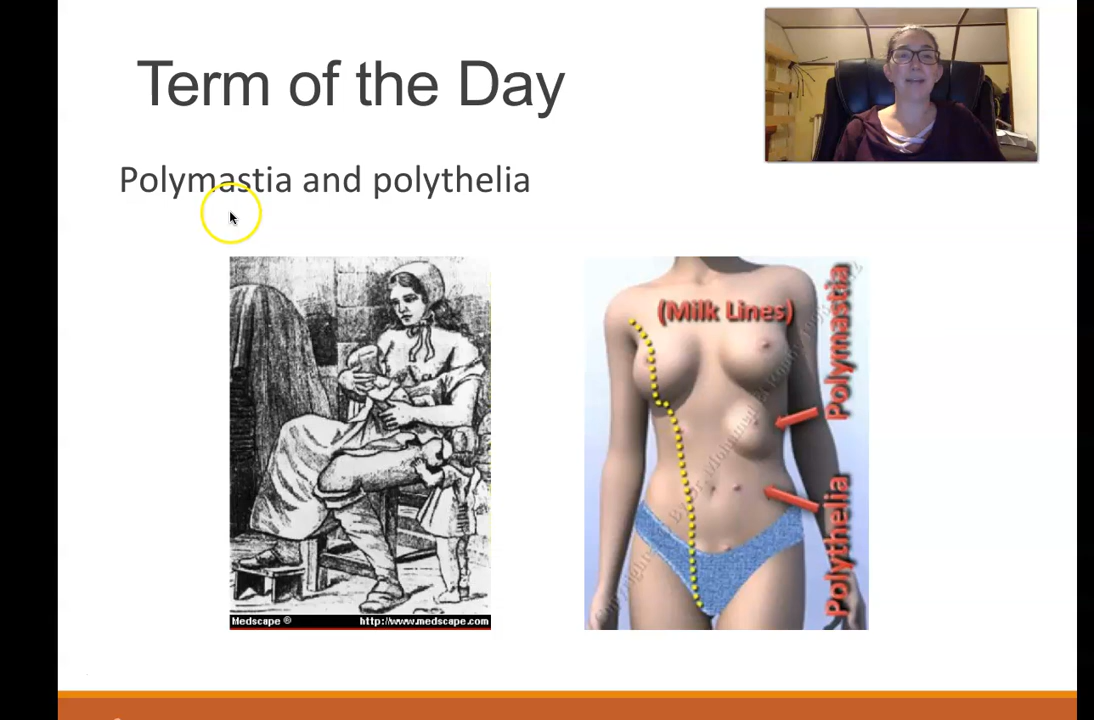 Term of the Day
Polymastia and polythelia
(Milk Lines)
Polymastia
Polythelia
Medscape ® http://www.medscape.com